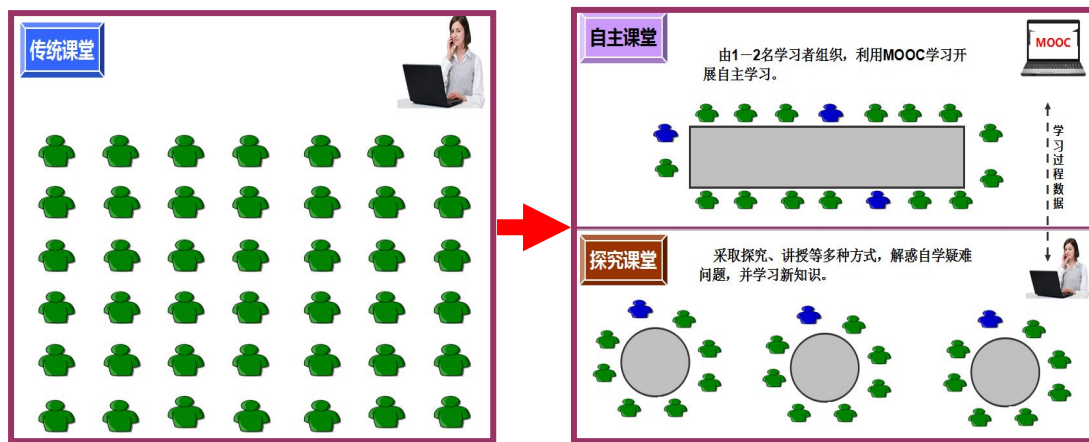 传统课堂
自主课堂
由1－2名学习者组织，利用MOOC学习开
展自主学习。
MOOC
学习过程数据
探究课堂
采取探究、讲授等多种方式，解惑自学疑难
问题，并学习新知识。